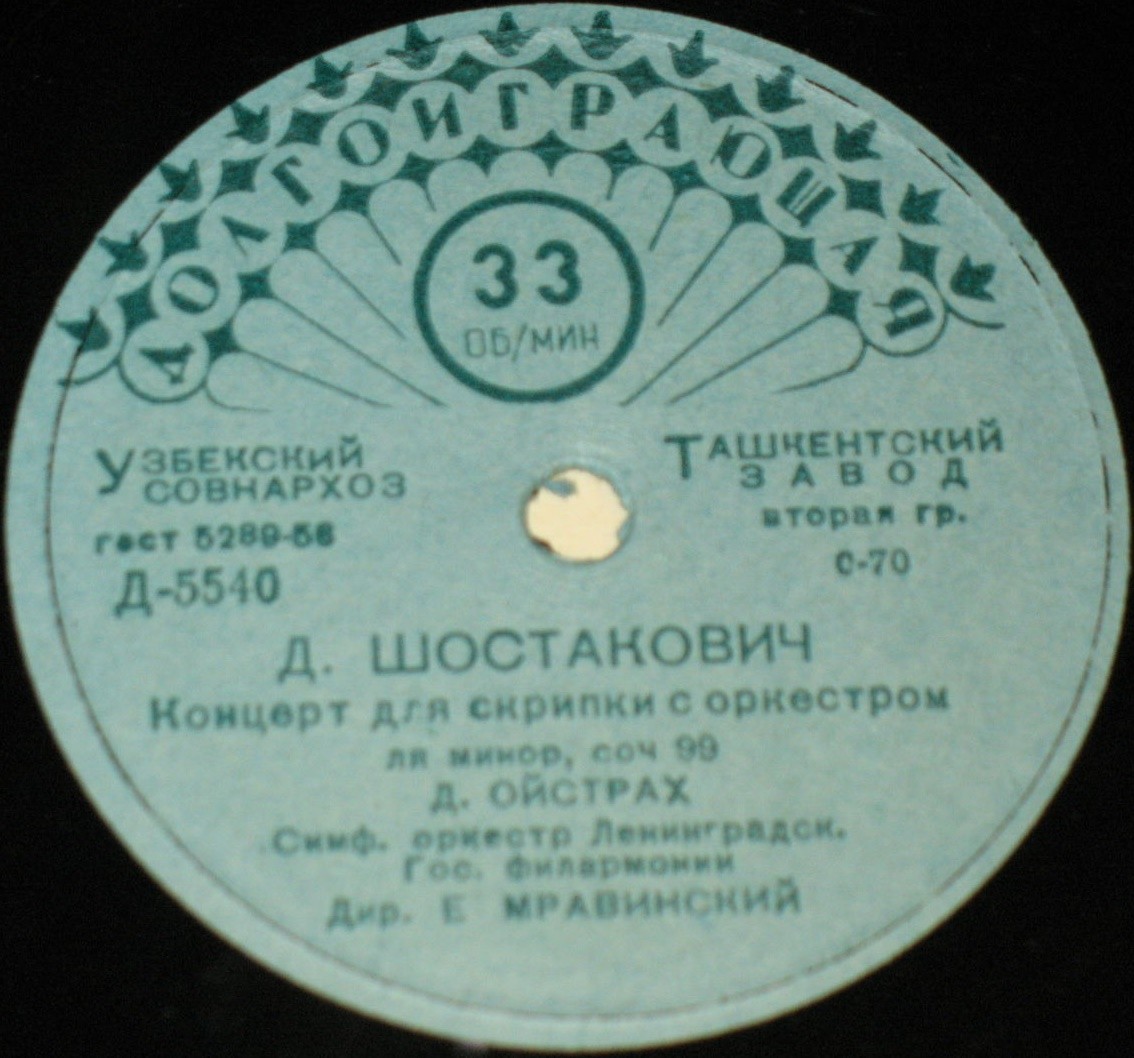 ДОЛГОИГРАЮЩАЯ
33
ОБ/МИН
УЗБЕКСКИЙ
СОВНАРХОЗ
ТАШКЕНТСКИЙ
ЗАВОД
гост 5289-56
вторая гр.
Д-5540
С-70
Д. ШОСТАКОВИЧ
Концерт для скрипки с оркестром
ля минор, соч 99
Д. ОЙСТРАХ
Симф. оркестр Ленинградск.
Гос. филармонии
Дир. Е МРАВИНСКИЙ